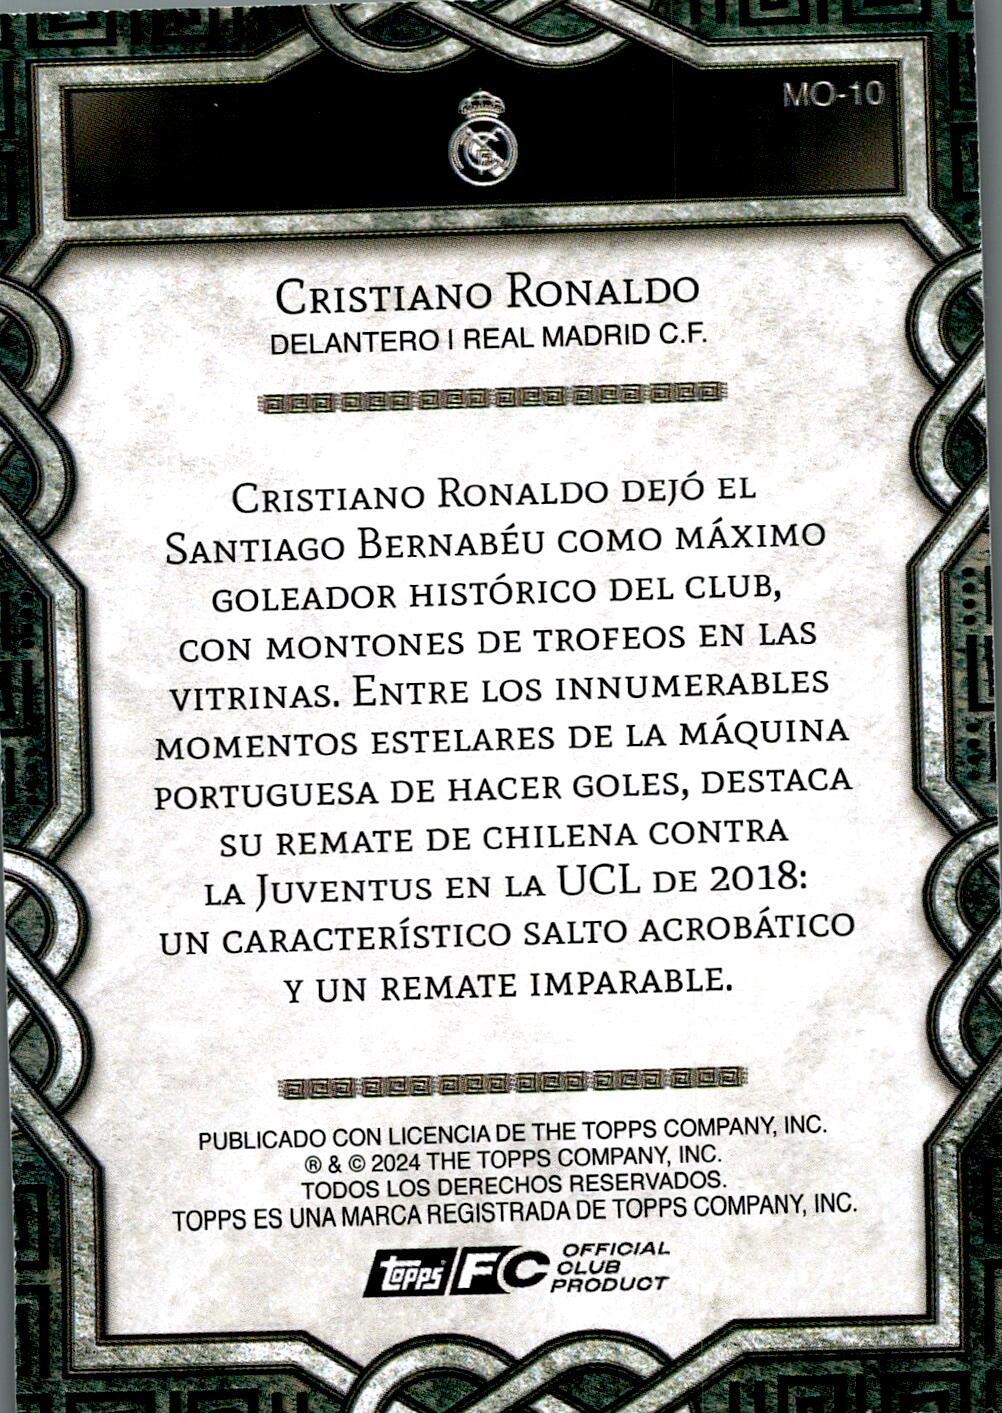 MO-10
Cristiano Ronaldo
DELANTERO | REAL MADRID C.F.
Cristiano Ronaldo dejó el
Santiago Bernabéu como máximo
goleador histórico del club,
con montones de trofeos en las
vitrinas. Entre los innumerables
momentos estelares de la máquina
portuguesa de hacer goles, destaca
su remate de chilena contra
la Juventus en la UCL de 2018:
un característico salto acrobático
y un remate imparable.
PUBLICADO CON LICENCIA DE THE TOPPS COMPANY, INC.
® & © 2024 THE TOPPS COMPANY, INC.
TODOS LOS DERECHOS RESERVADOS.
TOPPS ES UNA MARCA REGISTRADA DE TOPPS COMPANY, INC.
topps FC OFFICIAL
CLUB
PRODUCT